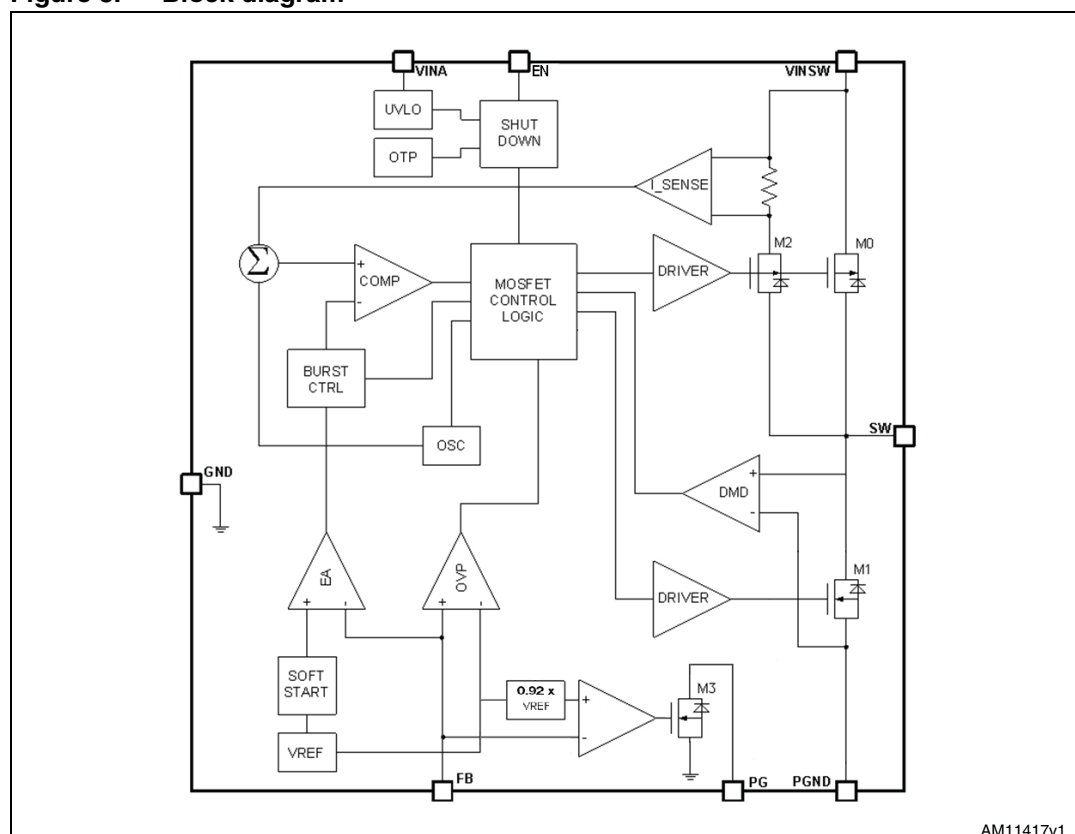 Figure 3. Block diagram
VINA
EN
VINSW
UVLO
SHUT
DOWN
OTP
I_SENSE
M2
M0
Σ
+
COMP
-
MOSFET
CONTROL
LOGIC
DRIVER
BURST
CTRL
OSC
SW
GND
+
DMD
-
EA
+
-
OVP
+
-
DRIVER
M1
SOFT
START
0.92 x
VREF
+
-
M3
VREF
FB
PG
PGND
AM11417v1